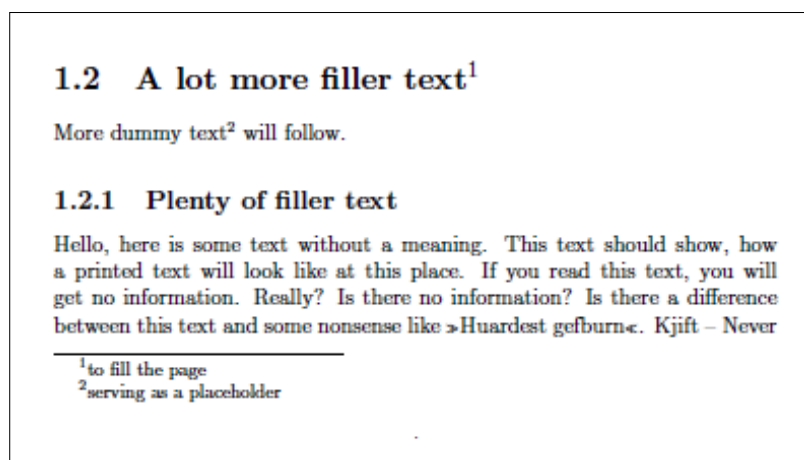 1.2 A lot more filler text¹
More dummy text² will follow.
1.2.1 Plenty of filler text
Hello, here is some text without a meaning. This text should show, how
a printed text will look like at this place. If you read this text, you will
get no information. Really? Is there no information? Is there a difference
between this text and some nonsense like »Huardest gefburn«. Kjift – Never
¹to fill the page
²serving as a placeholder